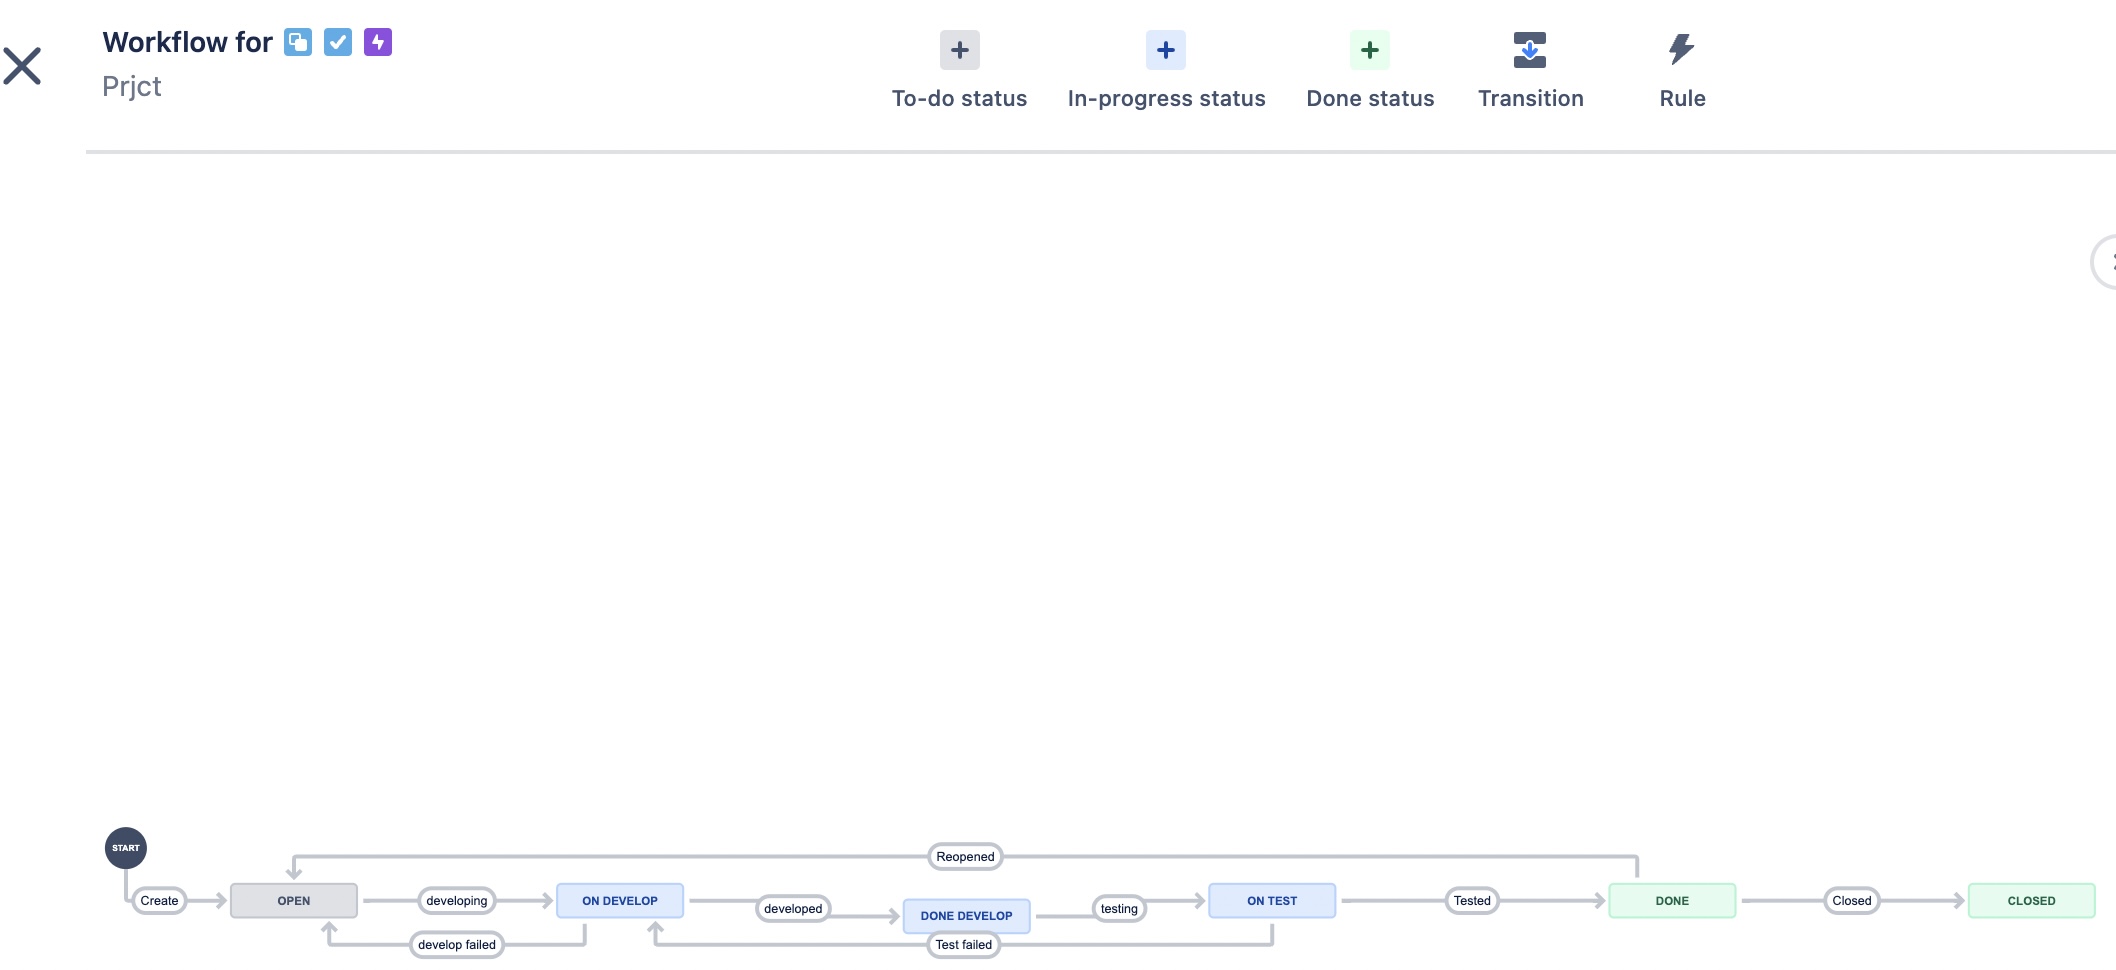 Workflow for
Prjct
To-do status
In-progress status
Done status
Transition
Rule
START
Reopened
Create
OPEN
developing
ON DEVELOP
developed
DONE DEVELOP
testing
ON TEST
Tested
DONE
Closed
CLOSED
develop failed
Test failed